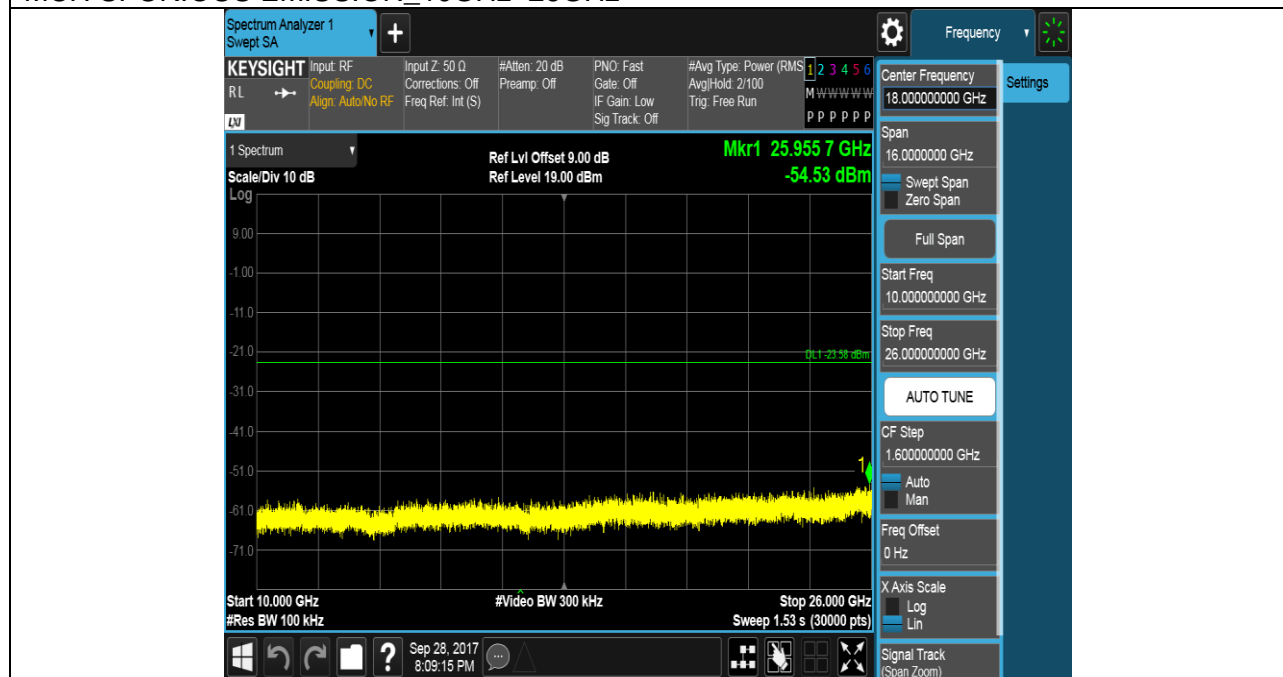 Spectrum Analyzer 1
Swept SA
+
Frequency
KEYSIGHT
RL
LXI
Input: RF
Coupling: DC
Align: Auto/No RF
Input Z: 50 Ω
Corrections: Off
Freq Ref: Int (S)
#Atten: 20 dB
Preamp: Off
PNO: Fast
Gate: Off
IF Gain: Low
Sig Track: Off
#Avg Type: Power (RMS
Avg|Hold: 2/100
Trig: Free Run
1 2 3 4 5 6
M W W W W W
P P P P P P
1 Spectrum
Scale/Div 10 dB
Log
Ref Lvl Offset 9.00 dB
Ref Level 19.00 dBm
Mkr1 25.955 7 GHz
-54.53 dBm
9.00
-1.00
-11.0
-21.0
DL1 -23.58 dBm
-31.0
-41.0
-51.0
1
-61.0
-71.0
Start 10.000 GHz
#Res BW 100 kHz
#Video BW 300 kHz
Stop 26.000 GHz
Sweep 1.53 s (30000 pts)
?
Sep 28, 2017
8:09:15 PM
Center Frequency
18.000000000 GHz
Settings
Span
16.0000000 GHz
Swept Span
Zero Span
Full Span
Start Freq
10.000000000 GHz
Stop Freq
26.000000000 GHz
AUTO TUNE
CF Step
1.600000000 GHz
Auto
Man
Freq Offset
0 Hz
X Axis Scale
Log
Lin
Signal Track
(Span Zoom)